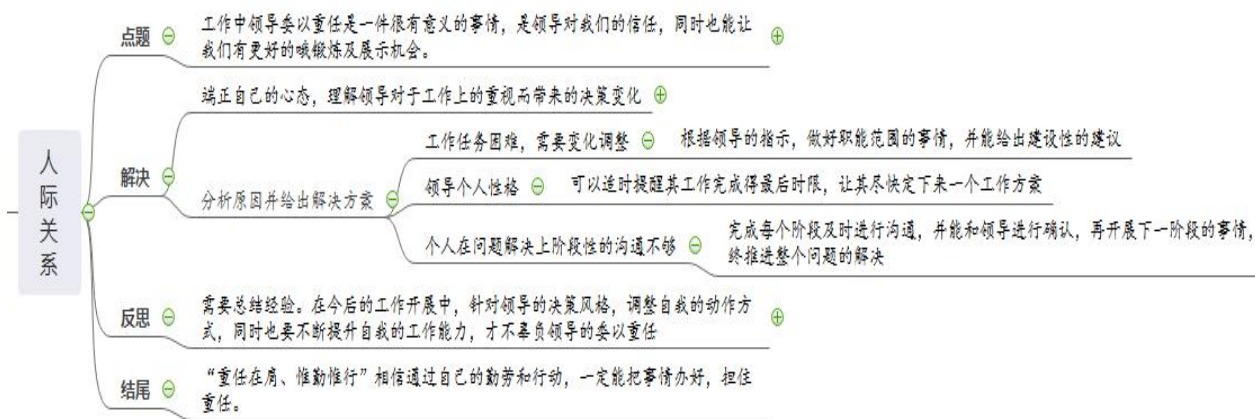 人际关系
点题
工作中领导委以重任是一件很有意义的事情，是领导对我们的信任，同时也能让
我们有更好的哦锻炼及展示机会。
解决
端正自己的心态，理解领导对于工作上的重视而带来的决策变化
分析原因并给出解决方案
工作任务困难，需要变化调整
根据领导的指示，做好职能范围的事情，并能给出建设性的建议
领导个人性格
可以适时提醒其工作完成得最后时限，让其尽快定下来一个工作方案
个人在问题解决上阶段性的沟通不够
完成每个阶段及时进行沟通，并能和领导进行确认，再开展下一阶段的事情，
终推进整个问题的解决
反思
需要总结经验。在今后的工作开展中，针对领导的决策风格，调整自我的动作方
式，同时也要不断提升自我的工作能力，才不辜负领导的委以重任
结尾
“重任在肩、惟勤惟行”相信通过自己的勤劳和行动，一定能把事情办好，担住
重任。